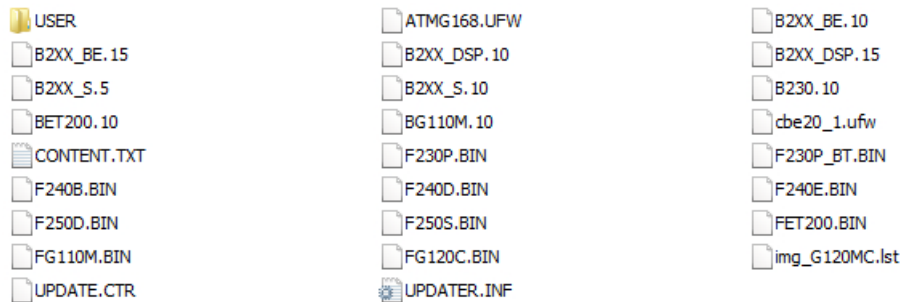 USER ATMG168.UFW B2XX_BE.10
B2XX_BE.15 B2XX_DSP.10 B2XX_DSP.15
B2XX_S.5 B2XX_S.10 B230.10
BET200.10 BG110M.10 cbe20_1.ufw
CONTENT.TXT F230P.BIN F230P_BT.BIN
F240B.BIN F240D.BIN F240E.BIN
F250D.BIN F250S.BIN FET200.BIN
FG110M.BIN FG120C.BIN img_G120MC.lst
UPDATE.CTR UPDATER.INF